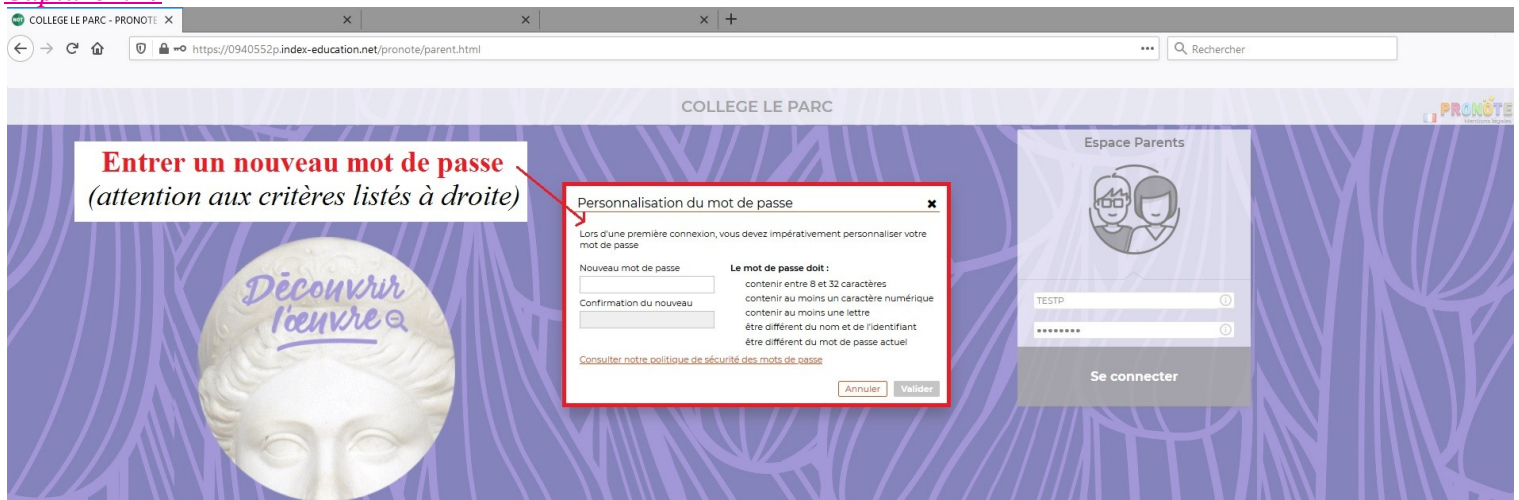 COLLEGE LE PARC - PRONOTE
https://0940552p.index-education.net/pronote/parent.html
Rechercher
COLLEGE LE PARC
PRONOTE
Mentions légales
Entrer un nouveau mot de passe
(attention aux critères listés à droite)
Découvrir
l'œuvre
Personnalisation du mot de passe
Lors d'une première connexion, vous devez impérativement personnaliser votre
mot de passe
Nouveau mot de passe
Confirmation du nouveau
Le mot de passe doit :
contenir entre 8 et 32 caractères
contenir au moins un caractère numérique
contenir au moins une lettre
être différent du nom et de l'identifiant
être différent du mot de passe actuel
Consulter notre politique de sécurité des mots de passe
Annuler
Valider
Espace Parents
TESTP
••••••••
Se connecter